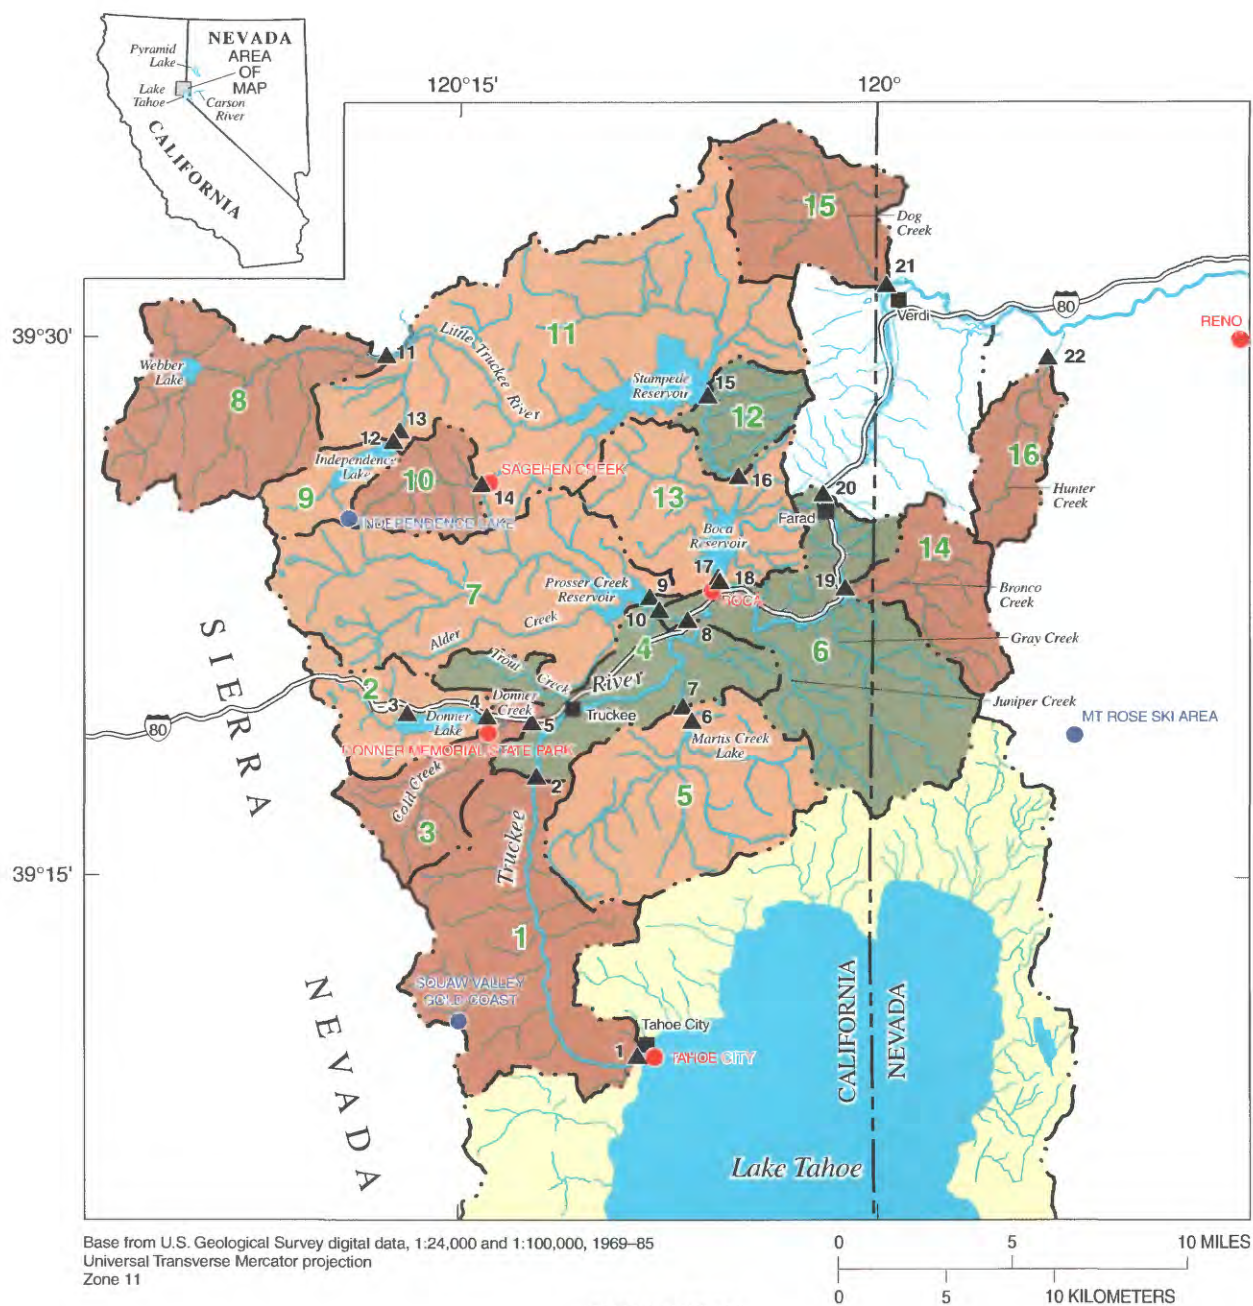 NEVADA
Pyramid
Lake
AREA
OF
MAP
Lake
Tahoe
Carson
River
CALIFORNIA
120°15'
120°
15
Dog
Creek
21
Verdi
80
RENO
39°30'
11
Little Truckee River
11
Webber
Lake
8
Stampede
Reservoir
15
12
22
13
12
Independence
Lake
10
SAGEHEN CREEK
14
9
INDEPENDENCE LAKE
13
16
16
Hunter
Creek
20
Farad
Boca
Reservoir
14
7
Prosser Creek
Reservoir
9
10
17
18
BOCA
19
Bronco
Creek
8
Alder Creek
4
6
Gray Creek
SIERRA
Trout Creek
River
2
3
4
Donner
Creek
5
Truckee
7
6
Juniper Creek
80
Donner
Lake
Martis Creek
Lake
MT ROSE SKI AREA
DONNER MEMORIAL STATE PARK
Cold Creek
2
5
3
Truckee
39°15'
1
SQUAW VALLEY
GOLD COAST
NEVADA
Tahoe City
1
TAHOE CITY
CALIFORNIA
NEVADA
Lake Tahoe
Base from U.S. Geological Survey digital data, 1:24,000 and 1:100,000, 1969–85
Universal Transverse Mercator projection
Zone 11
0 5 10 MILES
0 5 10 KILOMETERS